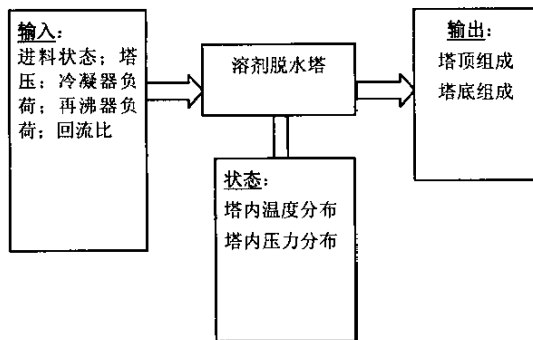 输入：
进料状态；塔
压；冷凝器负
荷；再沸器负
荷；回流比
溶剂脱水塔
输出：
塔顶组成
塔底组成
状态：
塔内温度分布
塔内压力分布